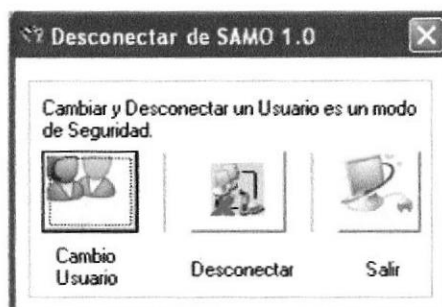 Desconectar de SAMO 1.0
Cambiar y Desconectar un Usuario es un modo
de Seguridad.
Cambio
Usuario
Desconectar
Salir